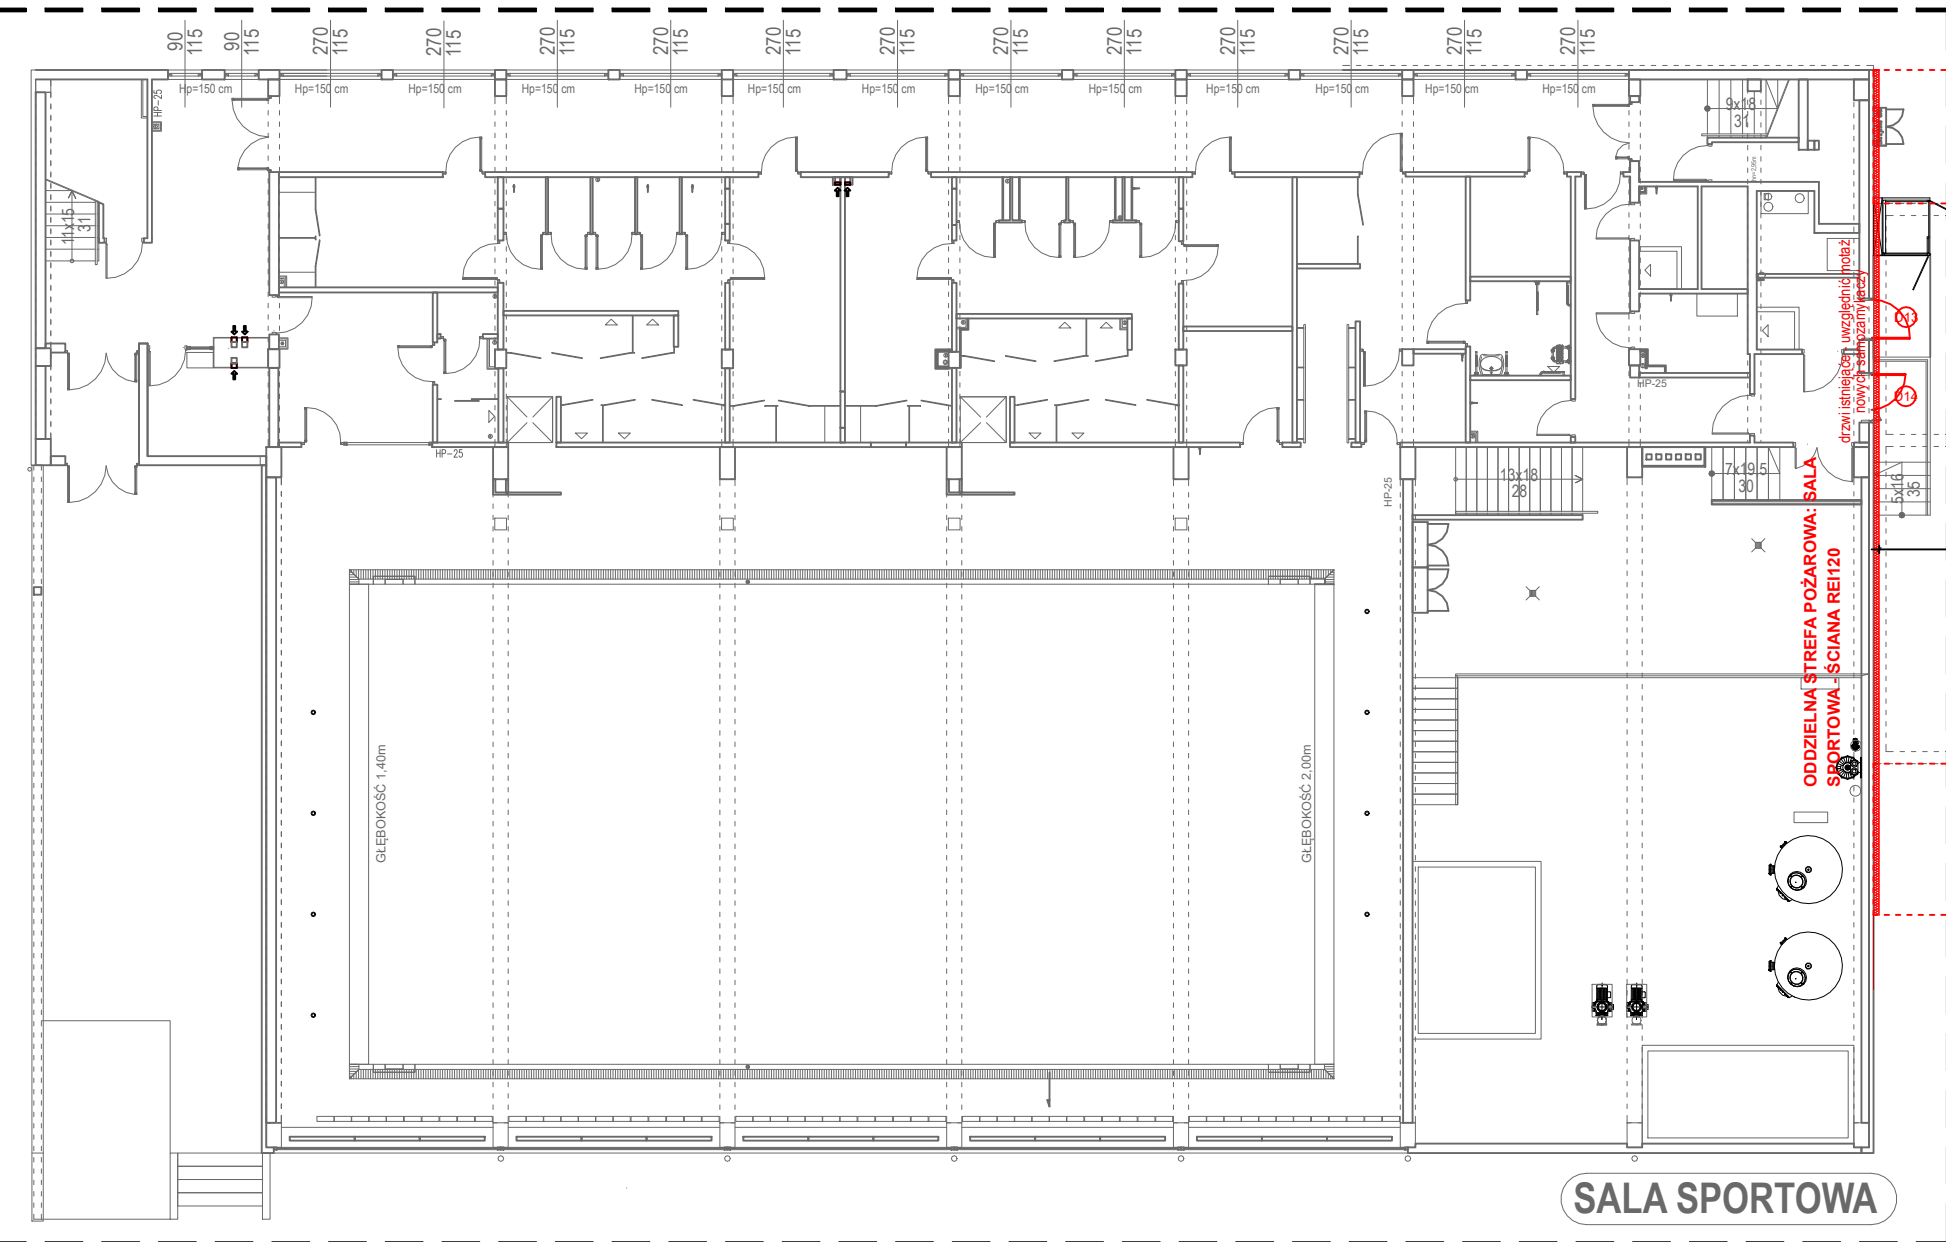 90
115
90
115
270
115
270
115
270
115
270
115
270
115
270
115
270
115
270
115
270
115
270
115
270
115
270
115
Hp=150 cm
Hp=150 cm
Hp=150 cm
Hp=150 cm
Hp=150 cm
Hp=150 cm
Hp=150 cm
Hp=150 cm
Hp=150 cm
Hp=150 cm
Hp=150 cm
Hp=150 cm
Hp=150 cm
HP-25
9x18
31
11x15
31
drzwi istniejące - uwzględnić motaż
nowych samozamykaczy
D13
D14
HP-25
HP-25
HP-25
13x18
28
7x19,5
30
5x16
35
ODDZIELNA STREFA POŻAROWA: SALA
SPORTOWA - ŚCIANA REI120
GŁĘBOKOŚĆ 1,40m
GŁĘBOKOŚĆ 2,00m
SALA SPORTOWA